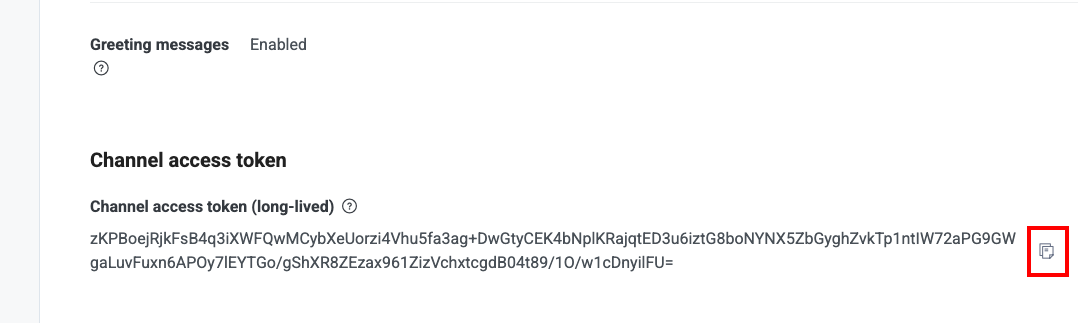 Greeting messages Enabled
Channel access token
Channel access token (long-lived)
zKPBoejRjkFsB4q3iXWFQwMCybXeUorzi4Vhu5fa3ag+DwGtyCEK4bNplKRajqtED3u6iztG8boNYNX5ZbGyghZvkTp1ntIW72aPG9GW
gaLuvFuxn6APOy7lEYTGo/gShXR8ZEzax961ZizVchxtcgdB04t89/1O/w1cDnyilFU=